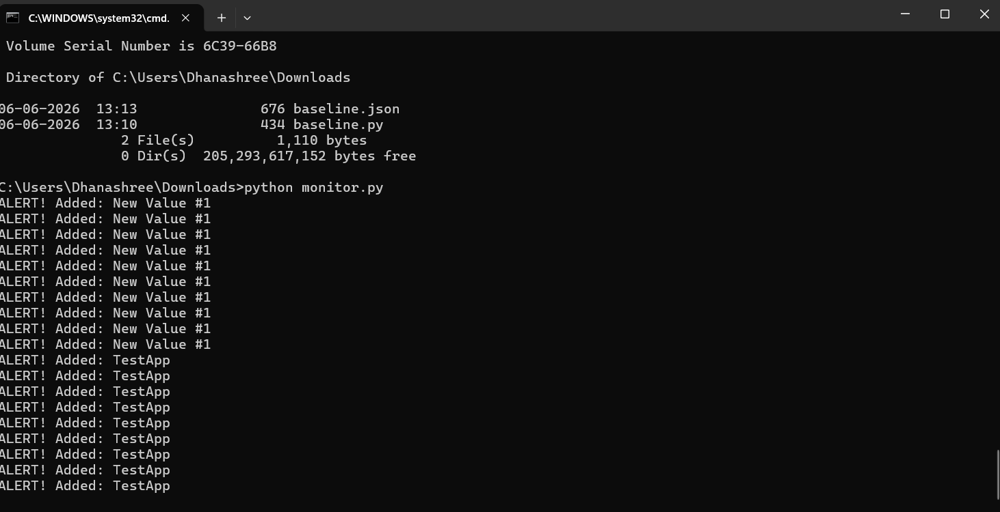 C:\WINDOWS\system32\cmd.
Volume Serial Number is 6C39-66B8
Directory of C:\Users\Dhanashree\Downloads
06-06-2026  13:13               676 baseline.json
06-06-2026  13:10               434 baseline.py
2 File(s)          1,110 bytes
0 Dir(s)  205,293,617,152 bytes free
C:\Users\Dhanashree\Downloads>python monitor.py
ALERT! Added: New Value #1
ALERT! Added: New Value #1
ALERT! Added: New Value #1
ALERT! Added: New Value #1
ALERT! Added: New Value #1
ALERT! Added: New Value #1
ALERT! Added: New Value #1
ALERT! Added: New Value #1
ALERT! Added: New Value #1
ALERT! Added: New Value #1
ALERT! Added: TestApp
ALERT! Added: TestApp
ALERT! Added: TestApp
ALERT! Added: TestApp
ALERT! Added: TestApp
ALERT! Added: TestApp
ALERT! Added: TestApp
ALERT! Added: TestApp
ALERT! Added: TestApp